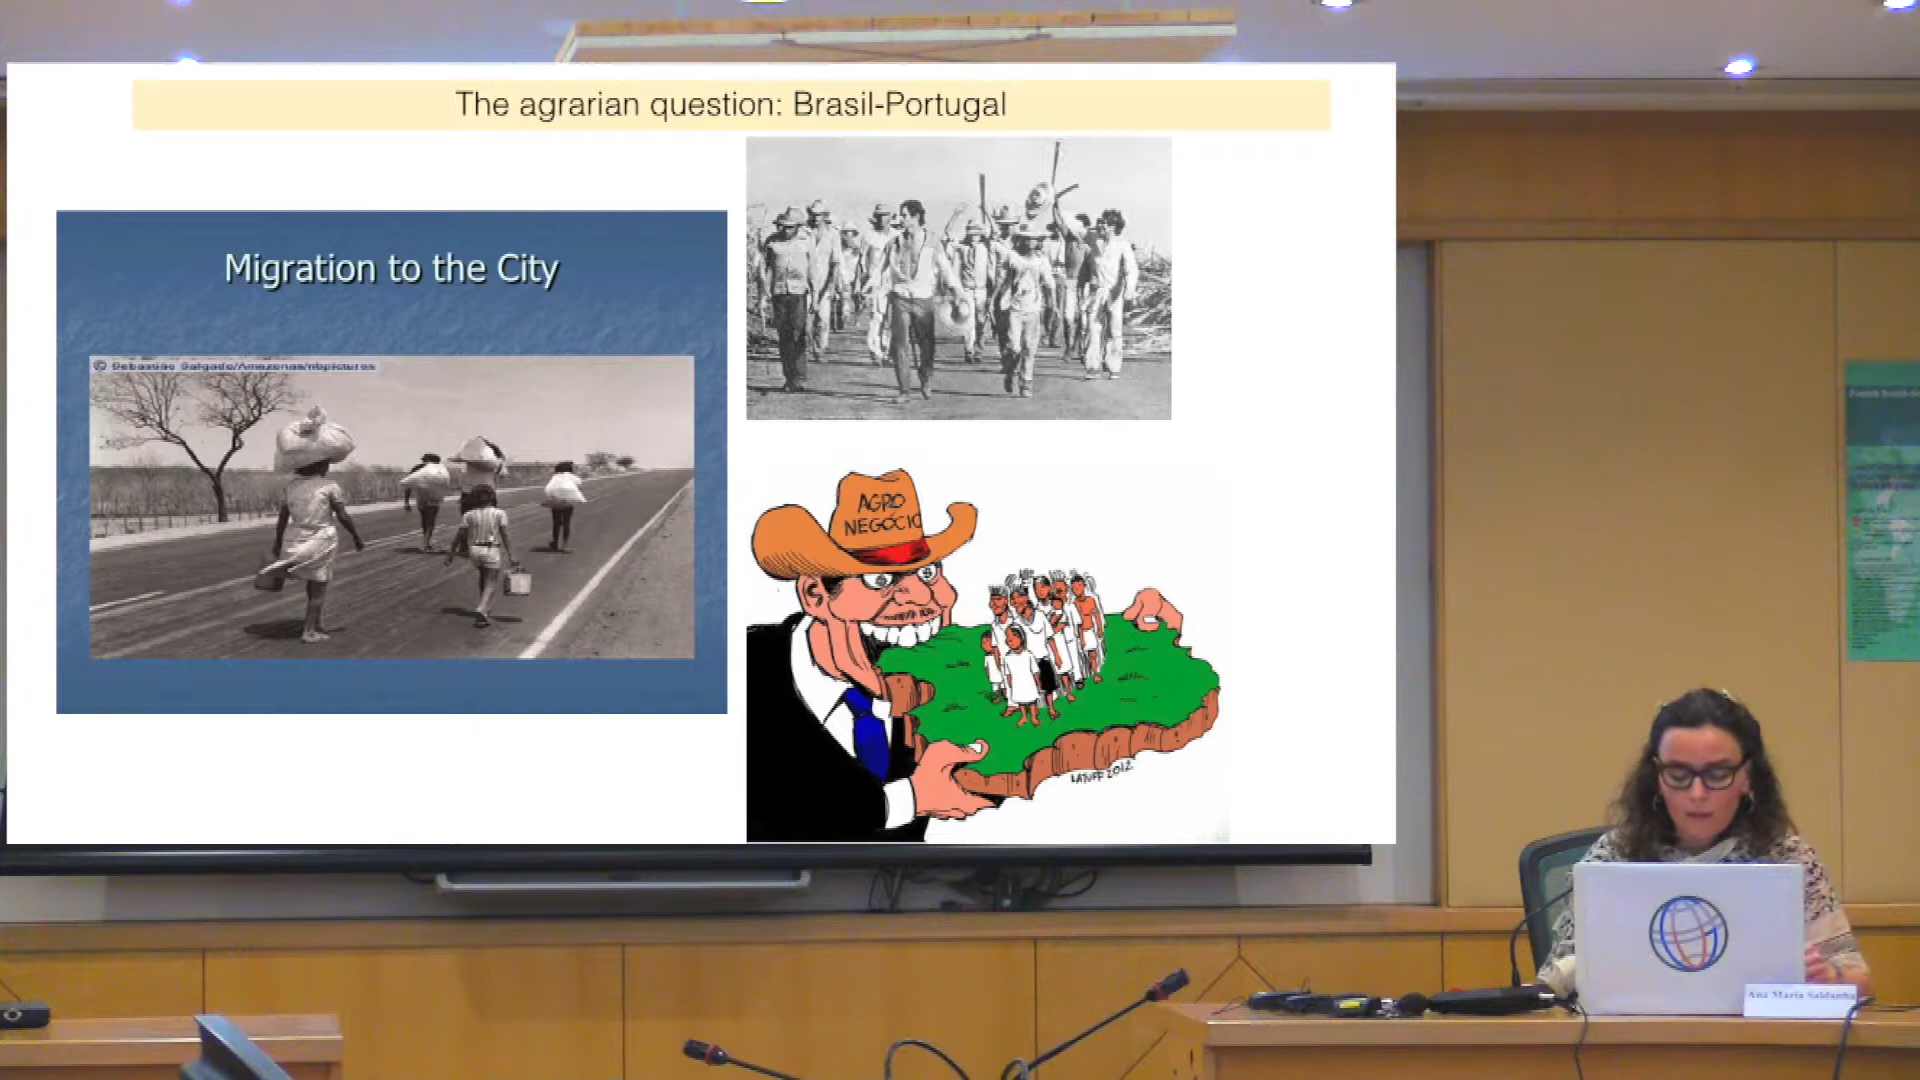 The agrarian question: Brasil-Portugal
Migration to the City
© Sebastião Salgado/Amazonas/nbpictures
AGRO
NEGÓCIO
LATUFF 2012
Ana Maria Saldanha